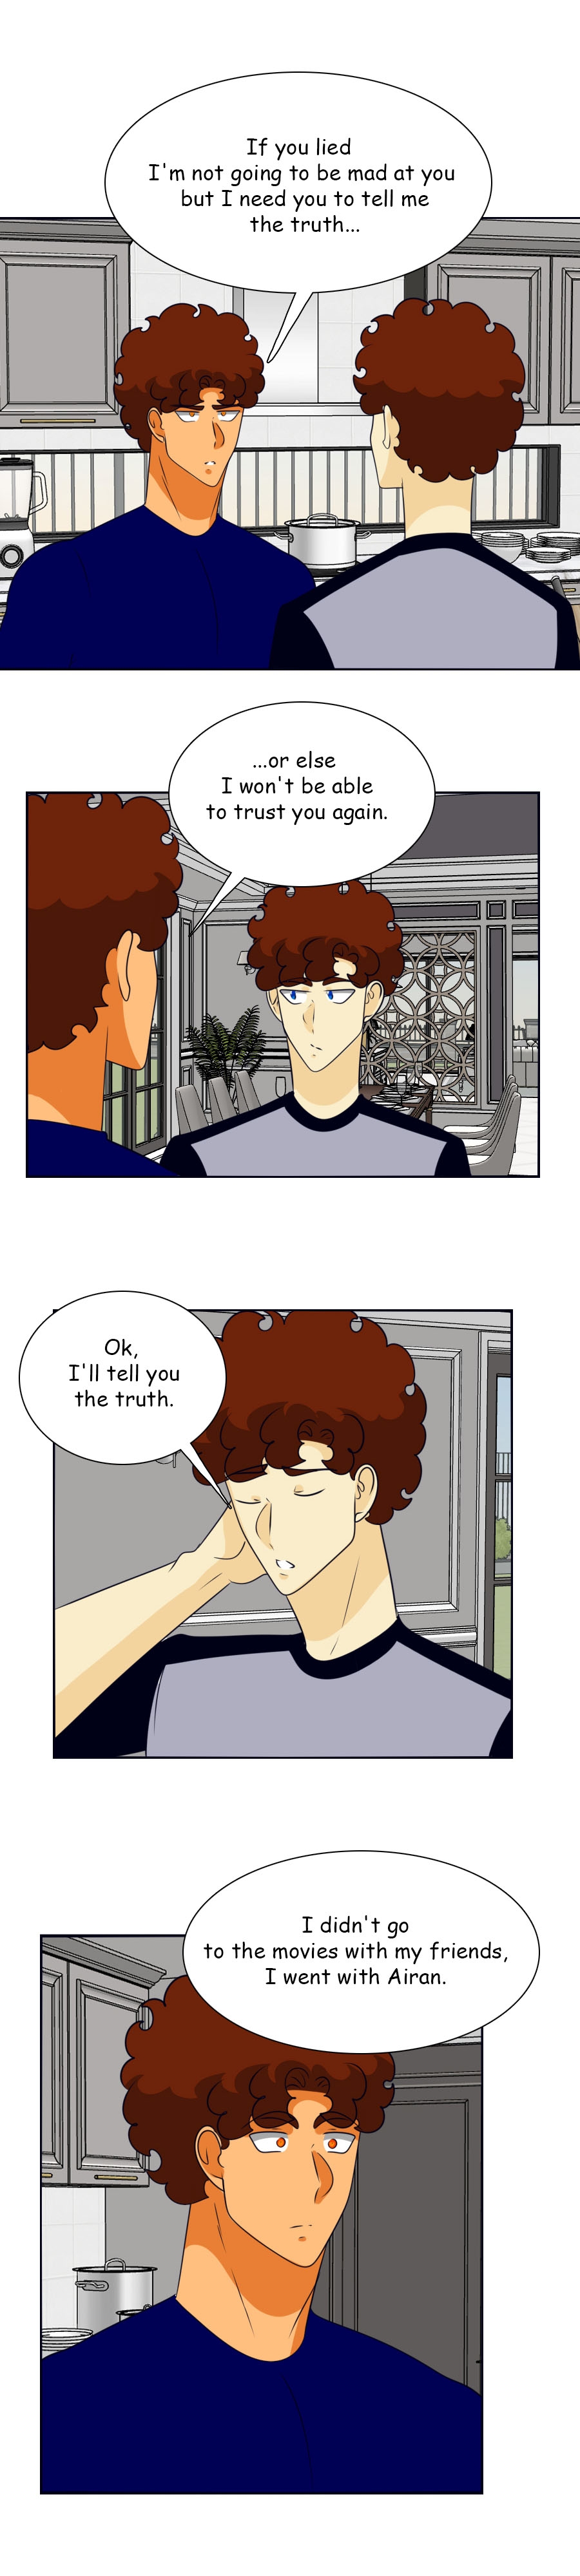 If you lied
I'm not going to be mad at you
but I need you to tell me
the truth...
...or else
I won't be able
to trust you again.
Ok,
I'll tell you
the truth.
I didn't go
to the movies with my friends,
I went with Airan.